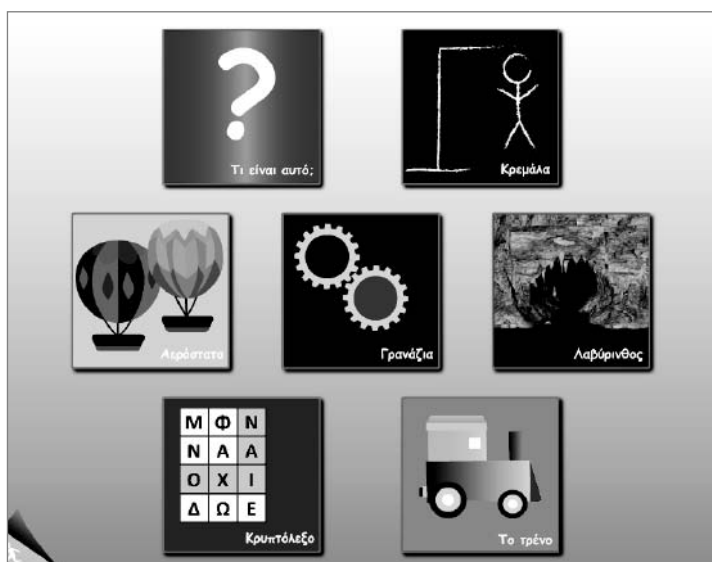 Τι είναι αυτό;
Κρεμάλα
Αερόστατα
Γρανάζια
Λαβύρινθος
Μ Φ Ν
Ν Α Α
Ο Χ Ι
Δ Ω Ε
Κρυπτόλεξο
Το τρένο